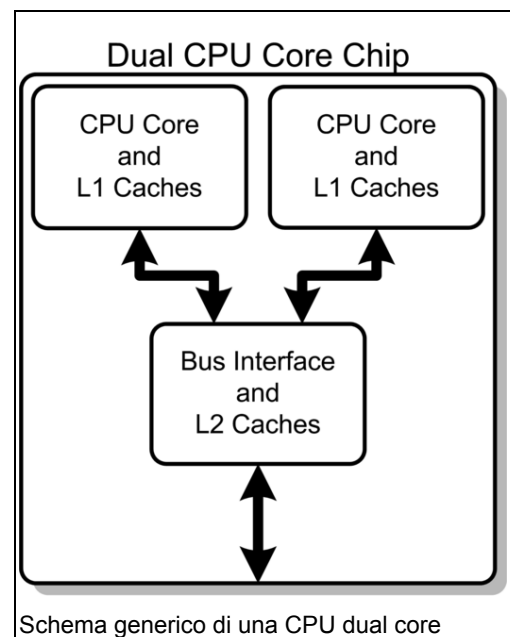 Dual CPU Core Chip
CPU Core
and
L1 Caches
CPU Core
and
L1 Caches
Bus Interface
and
L2 Caches
Schema generico di una CPU dual core